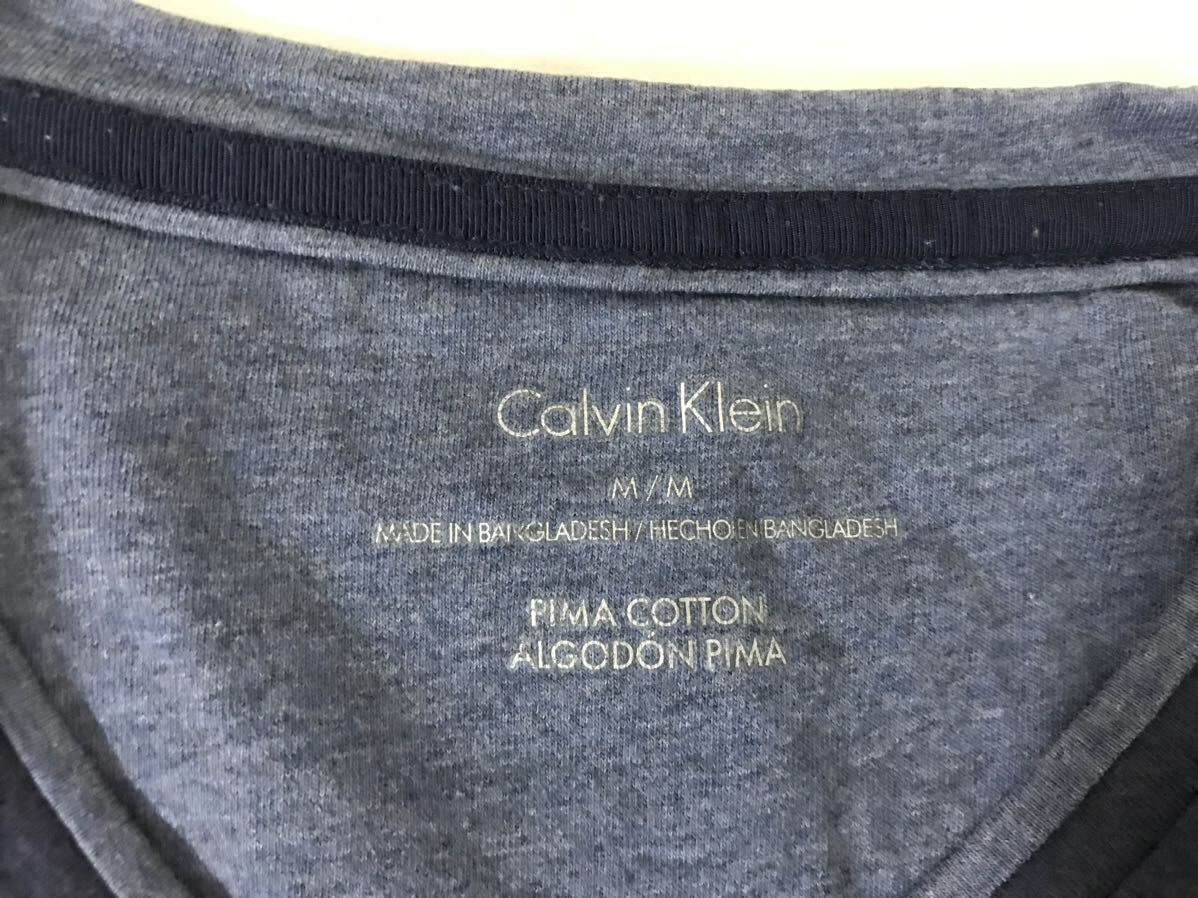 Calvin Klein
M / M
MADE IN BANGLADESH / HECHO EN BANGLADESH
PIMA COTTON
ALGODÓN PIMA